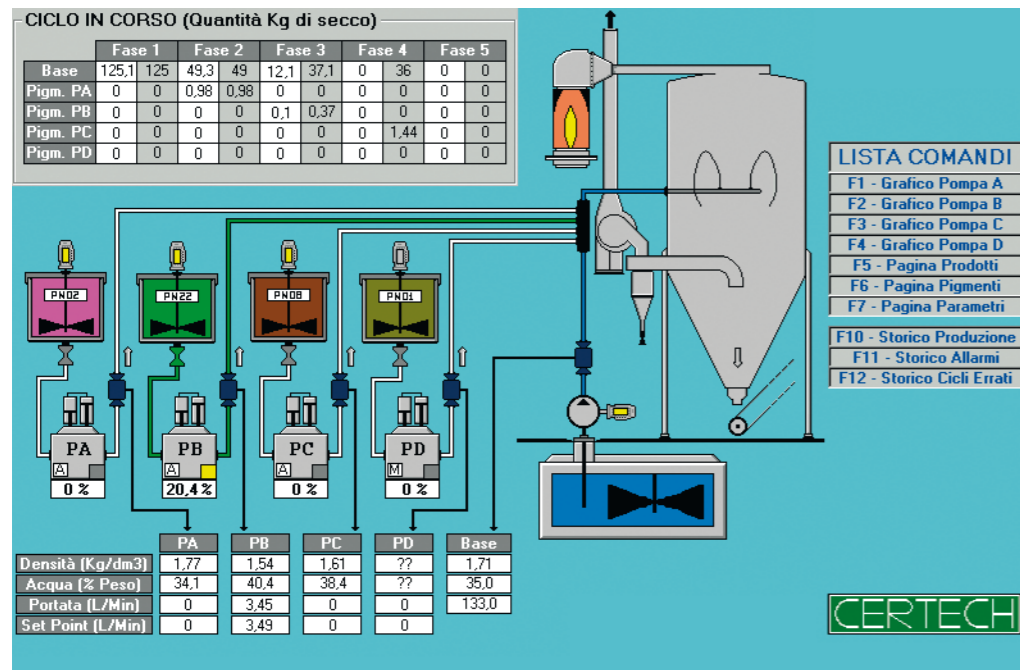 CICLO IN CORSO (Quantità Kg di secco)
Fase 1 Fase 2 Fase 3 Fase 4 Fase 5
Base 125,1 125 49,3 49 12,1 37,1 0 36 0 0
Pigm. PA 0 0 0,98 0,98 0 0 0 0 0 0
Pigm. PB 0 0 0 0 0,1 0,37 0 0 0 0
Pigm. PC 0 0 0 0 0 0 0 1,44 0 0
Pigm. PD 0 0 0 0 0 0 0 0 0 0
LISTA COMANDI
F1 - Grafico Pompa A
F2 - Grafico Pompa B
F3 - Grafico Pompa C
F4 - Grafico Pompa D
F5 - Pagina Prodotti
F6 - Pagina Pigmenti
F7 - Pagina Parametri
F10 - Storico Produzione
F11 - Storico Allarmi
F12 - Storico Cicli Errati
PN02 PN22 PN08 PN01
PA PB PC PD
A A A M
0 % 20,4 % 0 % 0 %
PA PB PC PD Base
Densità (Kg/dm3) 1,77 1,54 1,61 ?? 1,71
Acqua (% Peso) 34,1 40,4 38,4 ?? 35,0
Portata (L/Min) 0 3,45 0 0 133,0
Set Point (L/Min) 0 3,49 0 0
CERTECH